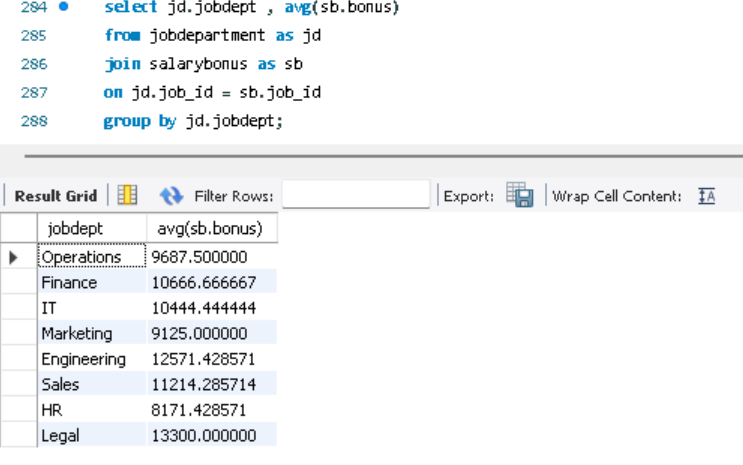 284 select jd.jobdept , avg(sb.bonus)
285 from jobdepartment as jd
286 join salarybonus as sb
287 on jd.job_id = sb.job_id
288 group by jd.jobdept;
Result Grid Filter Rows: Export: Wrap Cell Content: IA
jobdept avg(sb.bonus)
Operations 9687.500000
Finance 10666.666667
IT 10444.444444
Marketing 9125.000000
Engineering 12571.428571
Sales 11214.285714
HR 8171.428571
Legal 13300.000000